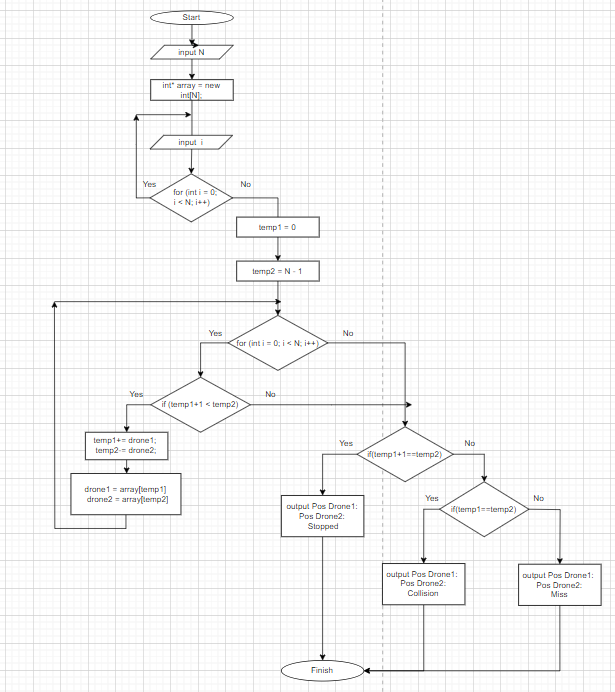 Start
input N
int* array = new
int[N];
input i
Yes
No
for (int i = 0;
i < N; i++)
temp1 = 0
temp2 = N - 1
Yes
No
for (int i = 0; i < N; i++)
Yes
No
if (temp1+1 < temp2)
temp1+= drone1;
temp2-= drone2;
drone1 = array[temp1]
drone2 = array[temp2]
Yes
No
if(temp1+1==temp2)
output Pos Drone1:
Pos Drone2:
Stopped
Yes
No
if(temp1==temp2)
output Pos Drone1:
Pos Drone2:
Collision
output Pos Drone1:
Pos Drone2:
Miss
Finish